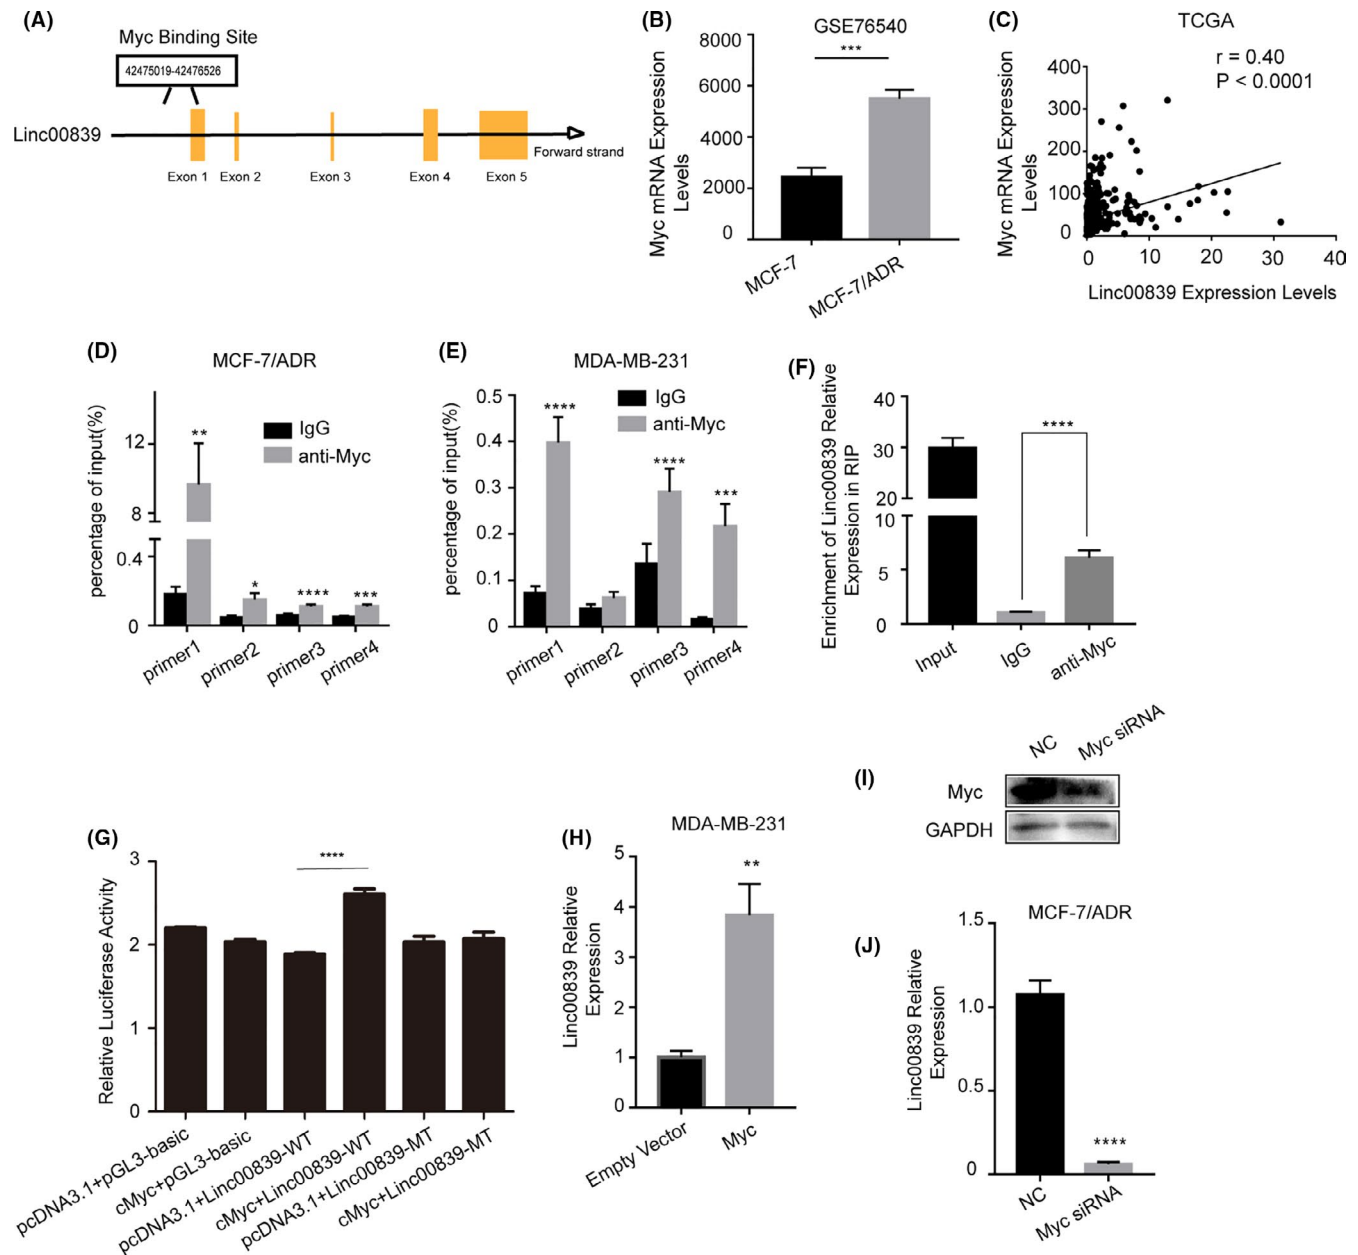 (A)
Myc Binding Site
42475019-42476526
Linc00839
Forward strand
Exon 1
Exon 2
Exon 3
Exon 4
Exon 5
(B)
GSE76540
***
Myc mRNA Expression
Levels
8000
6000
4000
2000
0
MCF-7
MCF-7/ADR
(C)
TCGA
r = 0.40
P < 0.0001
Myc mRNA Expression
Levels
400
300
200
100
0
0
10
20
30
40
Linc00839 Expression Levels
(D)
MCF-7/ADR
percentage of input(%)
12
8
0.4
0
IgG
anti-Myc
**
*
****
***
primer1
primer2
primer3
primer4
(E)
MDA-MB-231
percentage of input(%)
0.5
0.4
0.3
0.2
0.1
0
IgG
anti-Myc
****
****
***
primer1
primer2
primer3
primer4
(F)
Enrichment of Linc00839 Relative
Expression in RIP
40
30
20
10
5
0
****
Input
IgG
anti-Myc
(G)
Relative Luciferase Activity
3
2
1
0
****
pcDNA3.1+pGL3-basic
cMyc+pGL3-basic
pcDNA3.1+Linc00839-WT
cMyc+Linc00839-WT
pcDNA3.1+Linc00839-MT
cMyc+Linc00839-MT
(H)
MDA-MB-231
Linc00839 Relative
Expression
5
4
3
2
1
0
**
Empty Vector
Myc
(I)
NC
Myc siRNA
Myc
GAPDH
(J)
MCF-7/ADR
Linc00839 Relative
Expression
1.5
1.0
0.5
0
****
NC
Myc siRNA